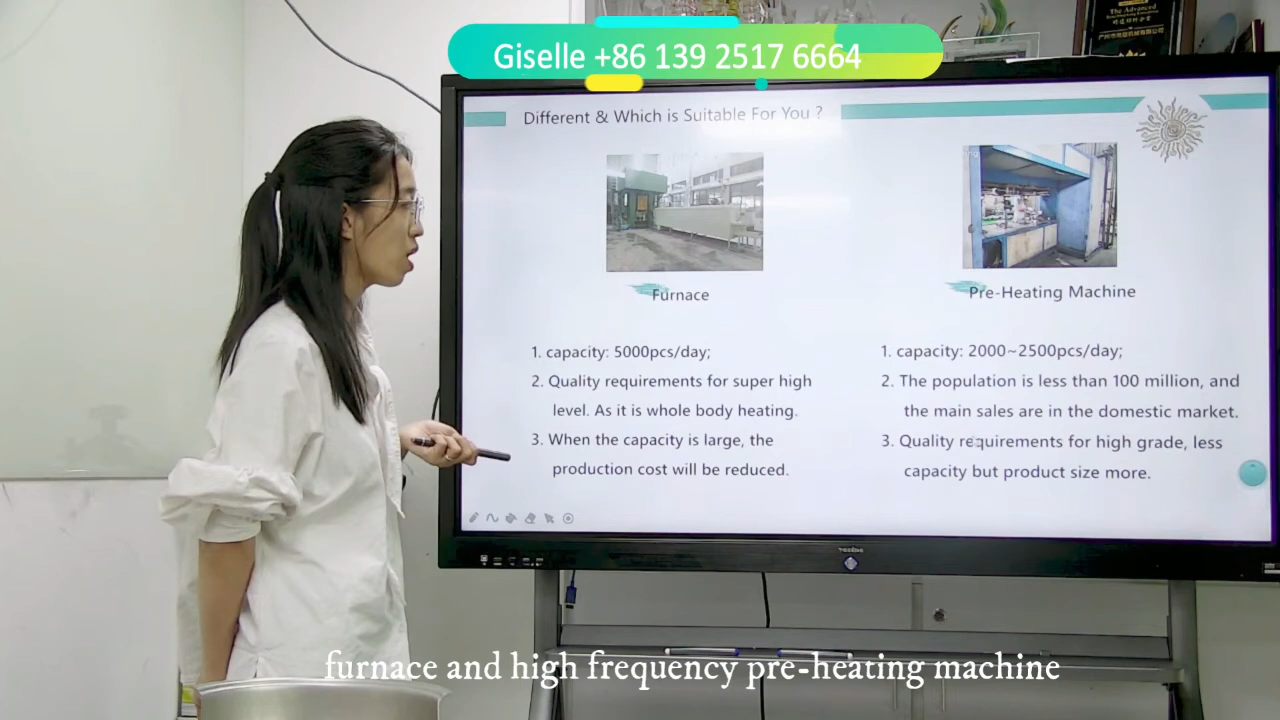 The Advanced
Giselle +86 139 2517 6664
Different & Which is Suitable For You ?
Furnace
Pre-Heating Machine
1. capacity: 5000pcs/day;
2. Quality requirements for super high
level. As it is whole body heating.
3. When the capacity is large, the
production cost will be reduced.
1. capacity: 2000~2500pcs/day;
2. The population is less than 100 million, and
the main sales are in the domestic market.
3. Quality requirements for high grade, less
capacity but product size more.
furnace and high frequency pre-heating machine